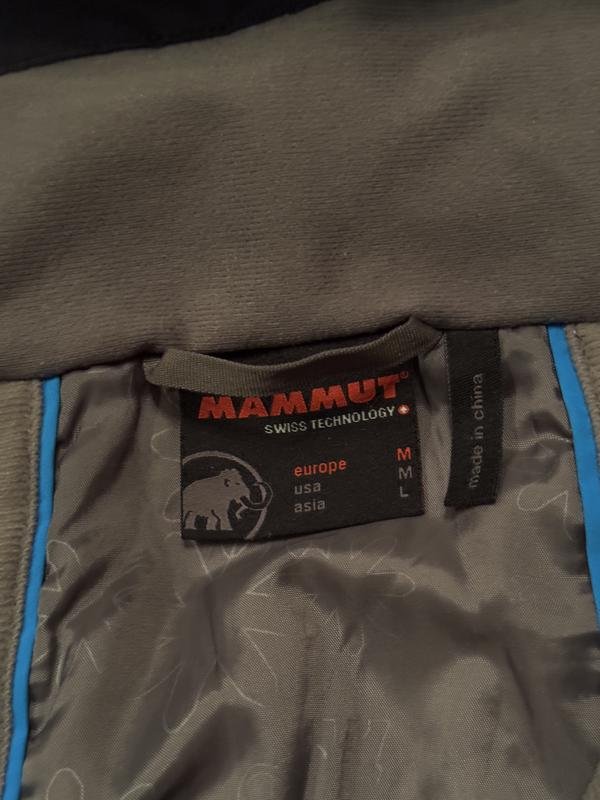 MAMMUT®
SWISS TECHNOLOGY
europe M
usa M
asia L
made in china